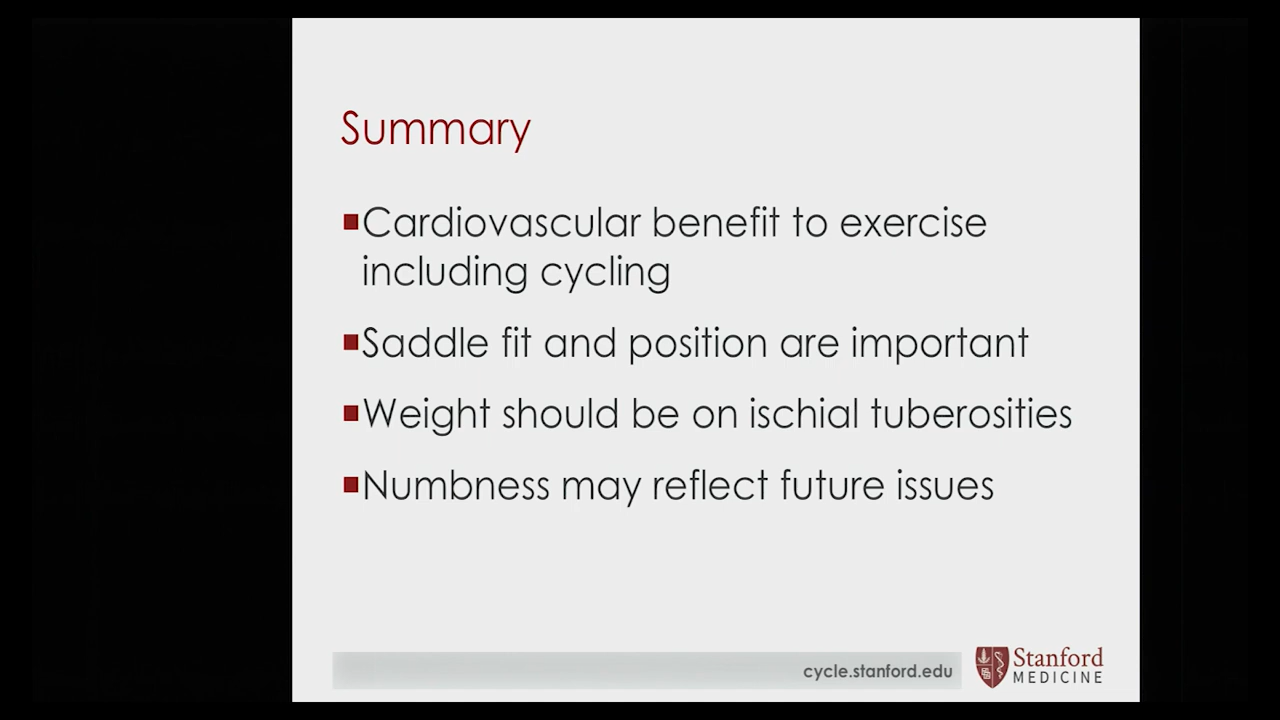 Summary
■Cardiovascular benefit to exercise
including cycling
■Saddle fit and position are important
■Weight should be on ischial tuberosities
■Numbness may reflect future issues
cycle.stanford.edu
Stanford
MEDICINE